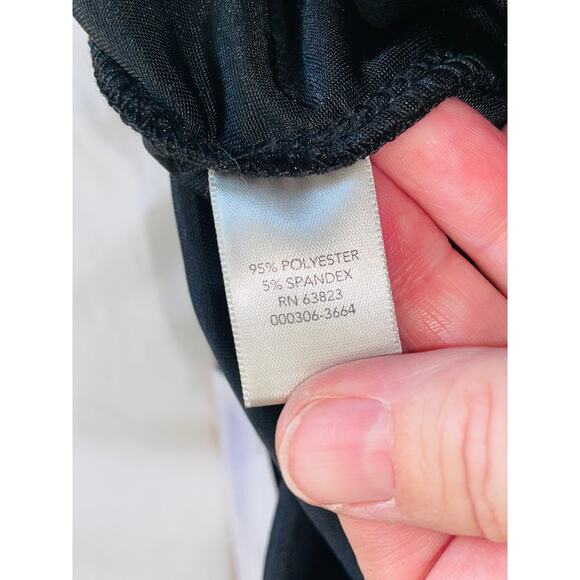 95% POLYESTER
5% SPANDEX
RN 63823
000306-3664